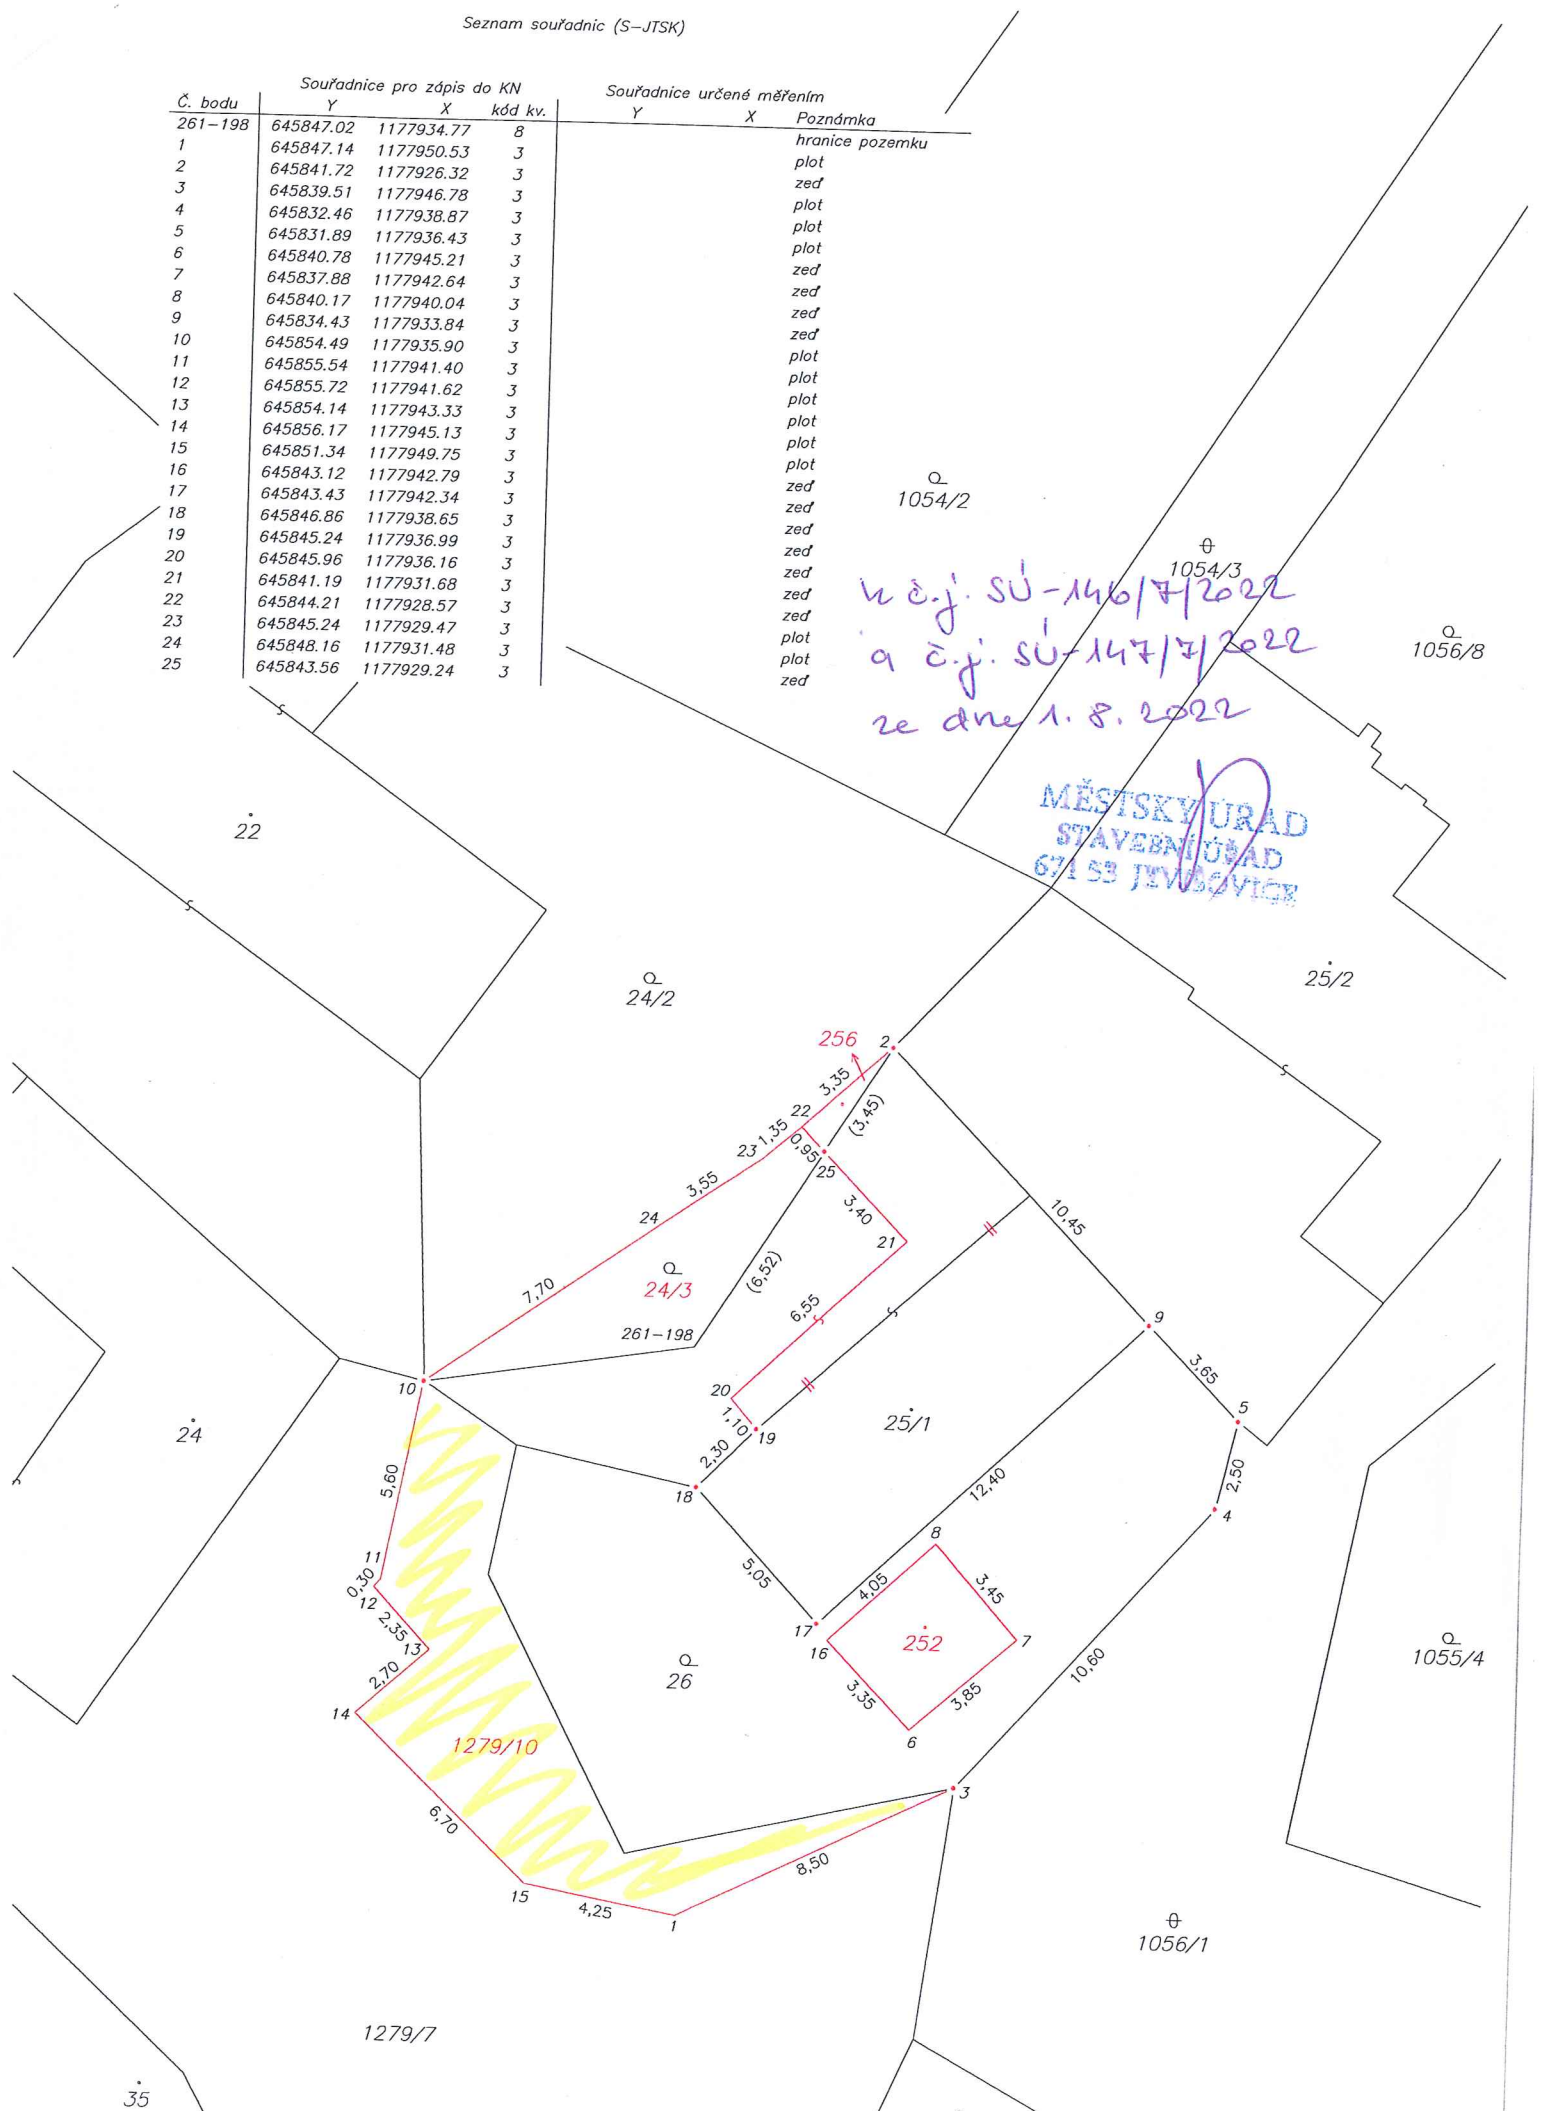 Seznam souřadnic (S-JTSK)
Souřadnice pro zápis do KN Souřadnice určené měřením
Č. bodu Y X kód kv. Y X Poznámka
261-198 645847.02 1177934.77 8 hranice pozemku
1 645847.14 1177950.53 3 plot
2 645841.72 1177926.32 3 zeď
3 645839.51 1177946.78 3 plot
4 645832.46 1177938.87 3 plot
5 645831.89 1177936.43 3 plot
6 645840.78 1177945.21 3 zeď
7 645837.88 1177942.64 3 zeď
8 645840.17 1177940.04 3 zeď
9 645834.43 1177933.84 3 zeď
10 645854.49 1177935.90 3 plot
11 645855.54 1177941.40 3 plot
12 645855.72 1177941.62 3 plot
13 645854.14 1177943.33 3 plot
14 645856.17 1177945.13 3 plot
15 645851.34 1177949.75 3 plot
16 645843.12 1177942.79 3 zeď
17 645843.43 1177942.34 3 zeď
18 645846.86 1177938.65 3 zeď
19 645845.24 1177936.99 3 zeď
20 645845.96 1177936.16 3 zeď
21 645841.19 1177931.68 3 zeď
22 645844.21 1177928.57 3 zeď
23 645845.24 1177929.47 3 plot
24 645848.16 1177931.48 3 plot
25 645843.56 1177929.24 3 zeď
1054/2
1054/3
k č.j. SÚ-146/7/2022
a č.j. SÚ-147/7/2022
ze dne 1. 8. 2022
1056/8
MĚSTSKÝ ÚŘAD
STAVEBNÍ ÚŘAD
671 53 JEVIŠOVICE
22
24/2
25/2
256
2
3,35
(3,45)
22
1,35
23
0,95
25
3,55
3,40
24
21
10,45
24/3
(6,52)
7,70
6,55
261-198
9
10
20
3,65
1,10
19
25/1
5
24
2,30
5,60
18
12,40
2,50
4
8
11
0,30
12
5,05
4,05
3,45
2,35
13
17
16
252
7
2,70
26
10,60
1055/4
14
3,35
3,85
6
1279/10
3
6,70
8,50
15
4,25
1
1056/1
1279/7
35